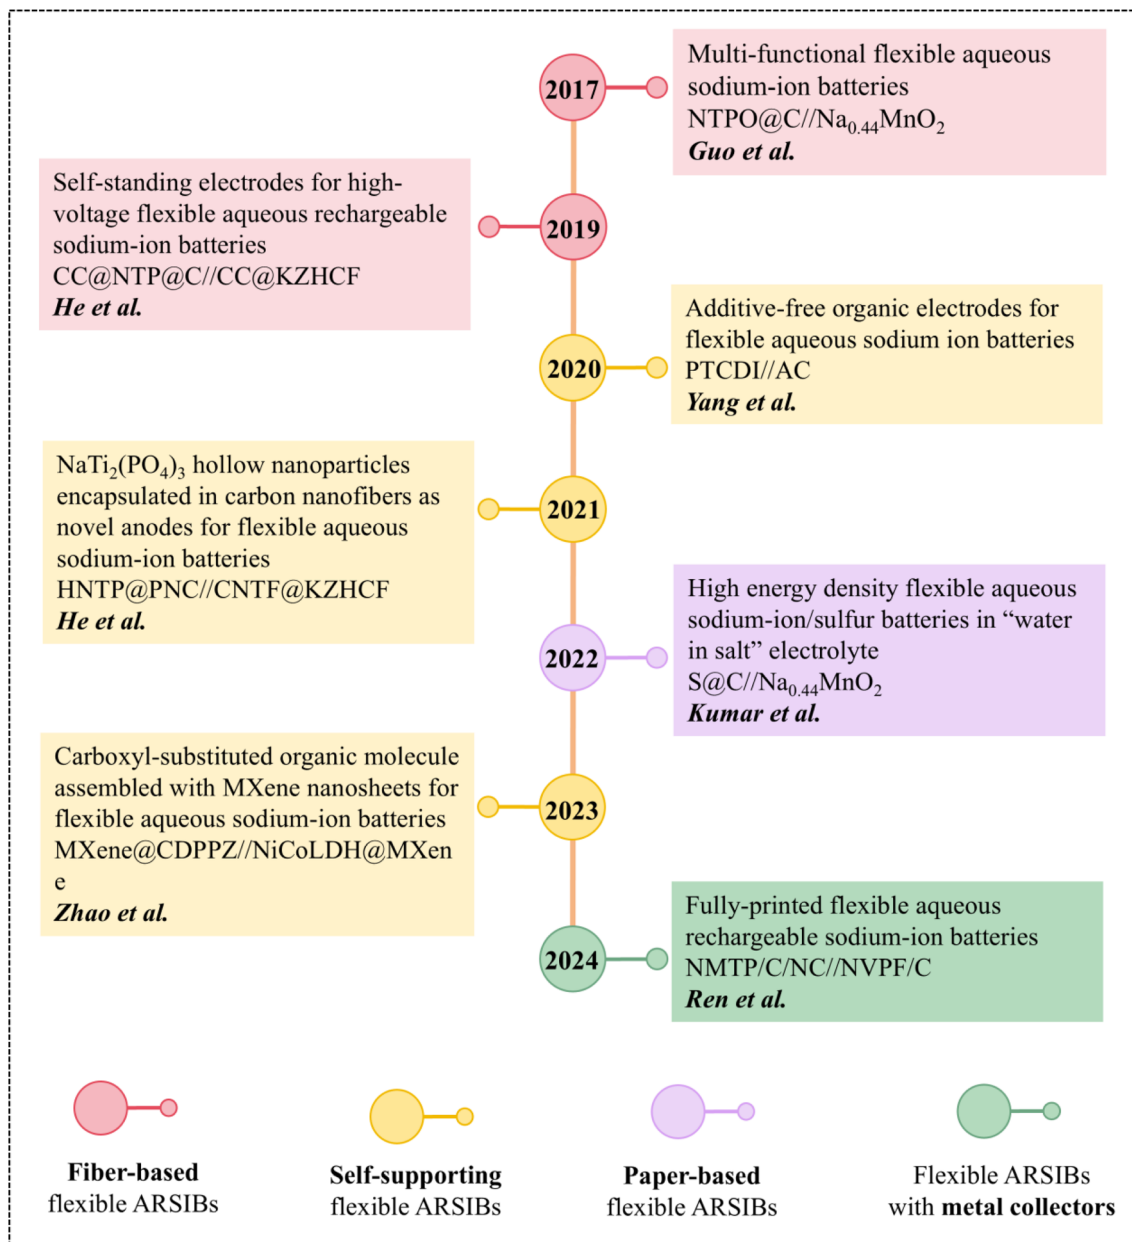 2017
Multi-functional flexible aqueous
sodium-ion batteries
NTPO@C//Na₀.₄₄MnO₂
Guo et al.
Self-standing electrodes for high-
voltage flexible aqueous rechargeable
sodium-ion batteries
CC@NTP@C//CC@KZHCF
He et al.
2019
2020
Additive-free organic electrodes for
flexible aqueous sodium ion batteries
PTCDI//AC
Yang et al.
NaTi₂(PO₄)₃ hollow nanoparticles
encapsulated in carbon nanofibers as
novel anodes for flexible aqueous
sodium-ion batteries
HNTP@PNC//CNTF@KZHCF
He et al.
2021
2022
High energy density flexible aqueous
sodium-ion/sulfur batteries in “water
in salt” electrolyte
S@C//Na₀.₄₄MnO₂
Kumar et al.
Carboxyl-substituted organic molecule
assembled with MXene nanosheets for
flexible aqueous sodium-ion batteries
MXene@CDPPZ//NiCoLDH@MXen
e
Zhao et al.
2023
2024
Fully-printed flexible aqueous
rechargeable sodium-ion batteries
NMTP/C/NC//NVPF/C
Ren et al.
Fiber-based
flexible ARSIBs
Self-supporting
flexible ARSIBs
Paper-based
flexible ARSIBs
Flexible ARSIBs
with metal collectors